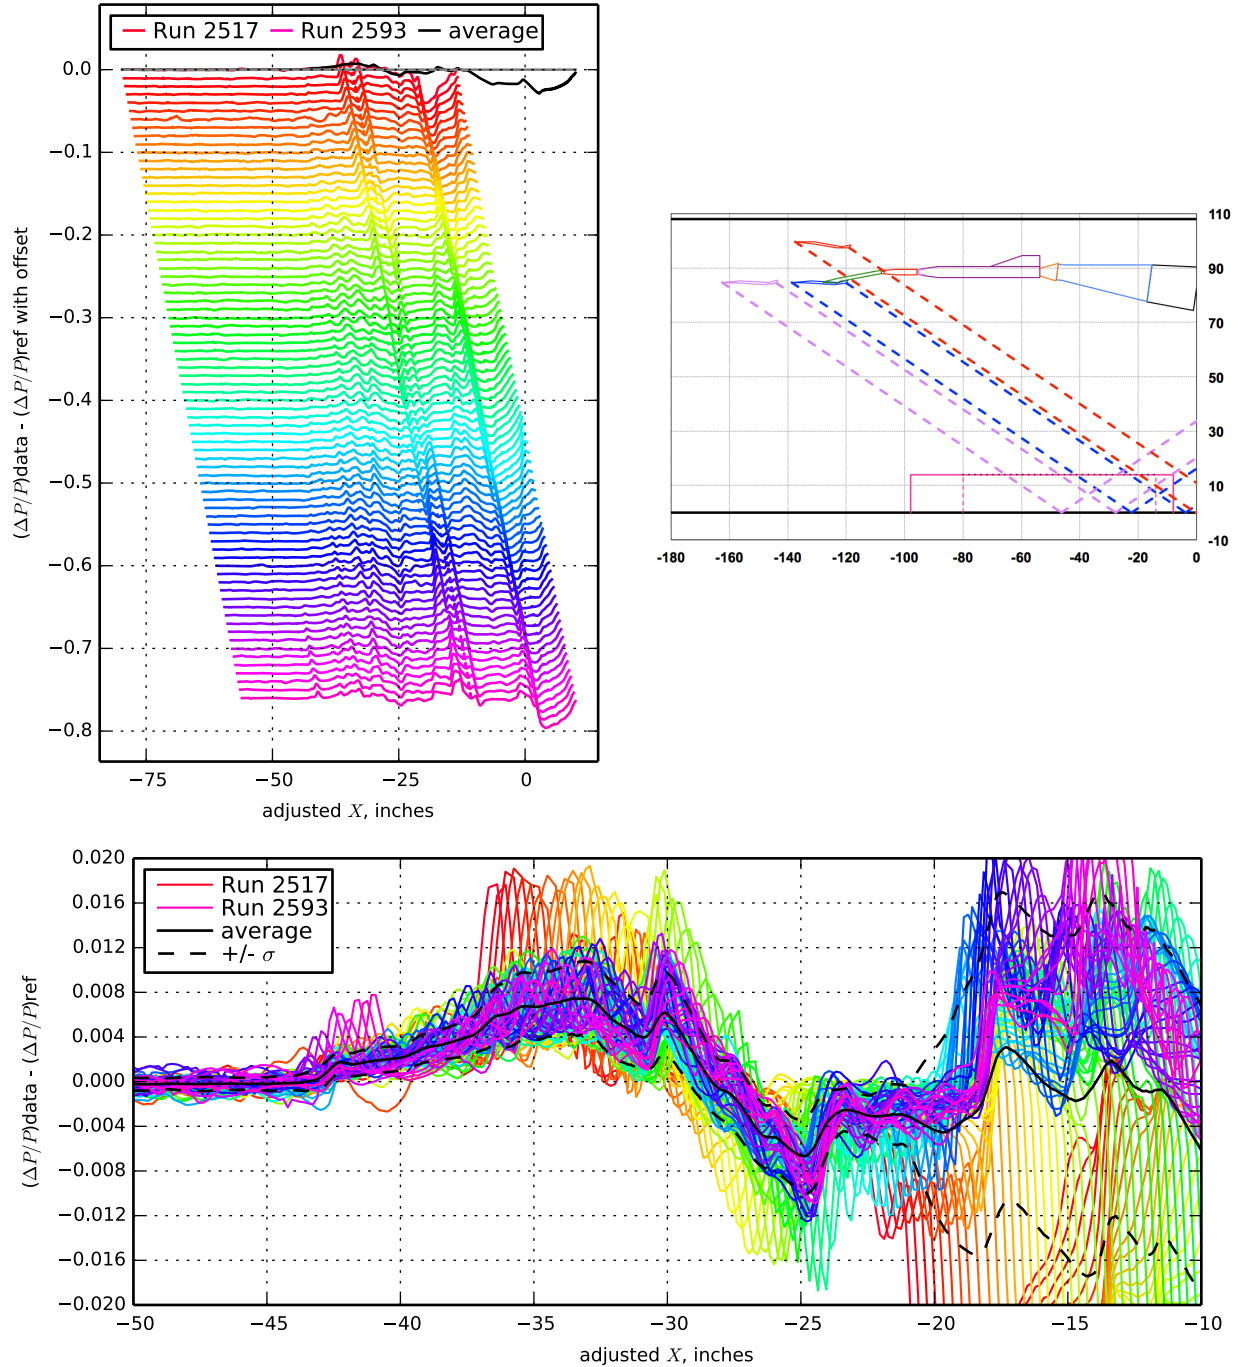 Run 2517 Run 2593 average
0.0
−0.1
−0.2
−0.3
−0.4
−0.5
−0.6
−0.7
−0.8
(ΔP/P)data - (ΔP/P)ref with offset
−75 −50 −25 0
adjusted X, inches
110
90
70
50
30
10
-10
-180 -160 -140 -120 -100 -80 -60 -40 -20 0
Run 2517
Run 2593
average
+/- σ
0.020
0.016
0.012
0.008
0.004
0.000
−0.004
−0.008
−0.012
−0.016
−0.020
(ΔP/P)data - (ΔP/P)ref
−50 −45 −40 −35 −30 −25 −20 −15 −10
adjusted X, inches